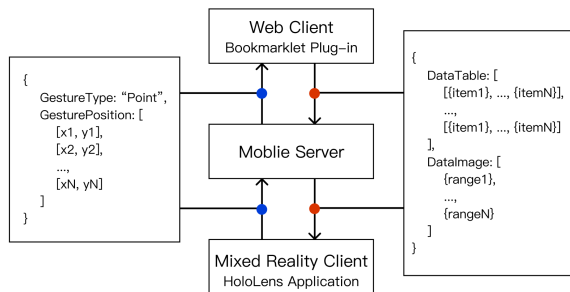 Web Client
Bookmarklet Plug-in
{
GestureType: “Point”,
GesturePosition: [
[x1, y1],
[x2, y2],
...,
[xN, yN]
]
}
Moblie Server
{
DataTable: [
[{item1}, ..., {itemN}],
...,
[{item1}, ..., {itemN}]
],
DataImage: [
{range1},
...,
{rangeN}
]
}
Mixed Reality Client
HoloLens Application